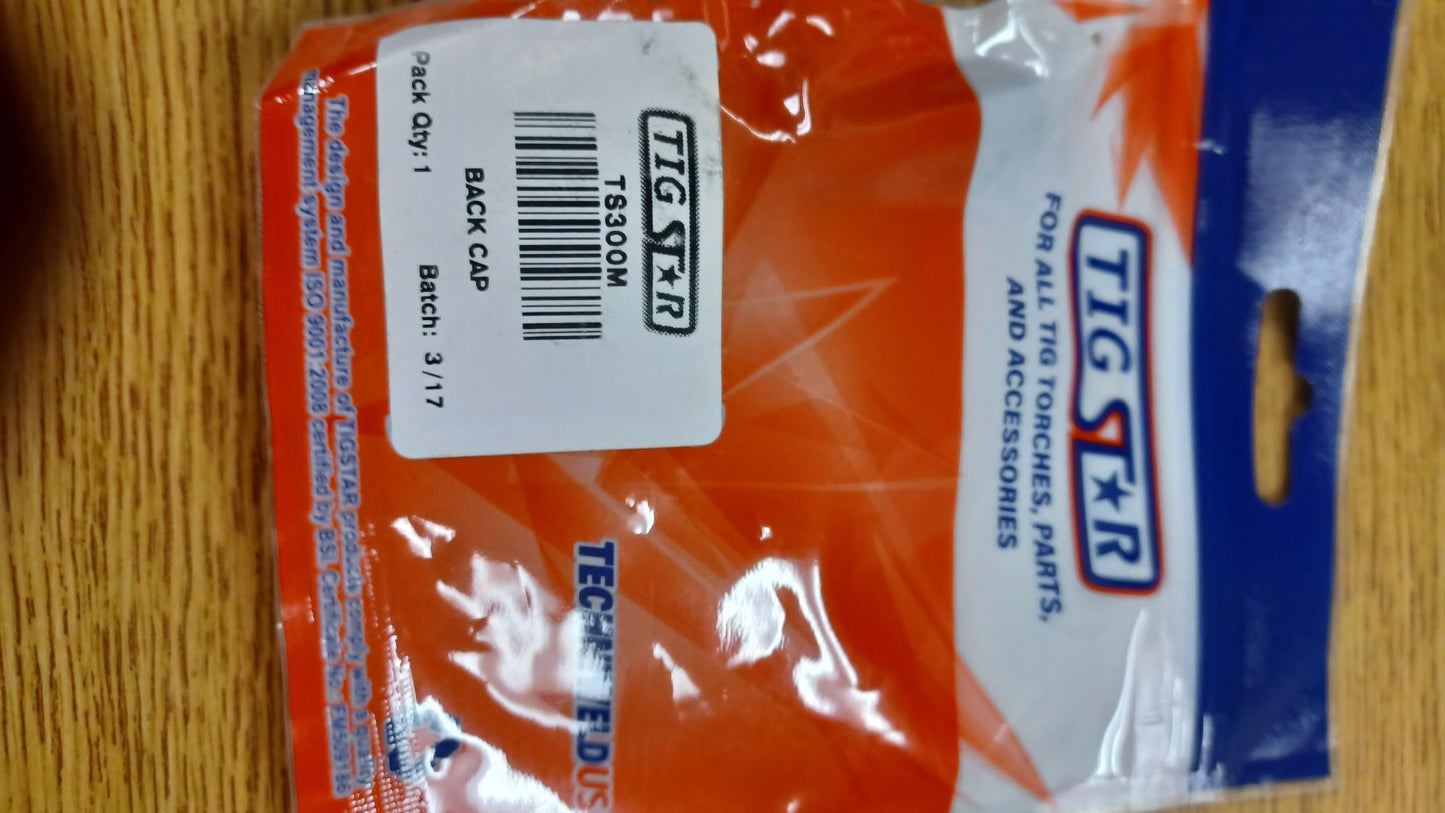 TIG STAR
FOR ALL TIG TORCHES, PARTS,
AND ACCESSORIES
TIG STAR
TS300M
BACK CAP
Pack Qty: 1 Batch: 3/17
TECHNIWELDUS
The design and manufacture of TIGSTAR products comply with a quality
management system ISO 9001:2008 certified by BSI. Certificate No. EM509166